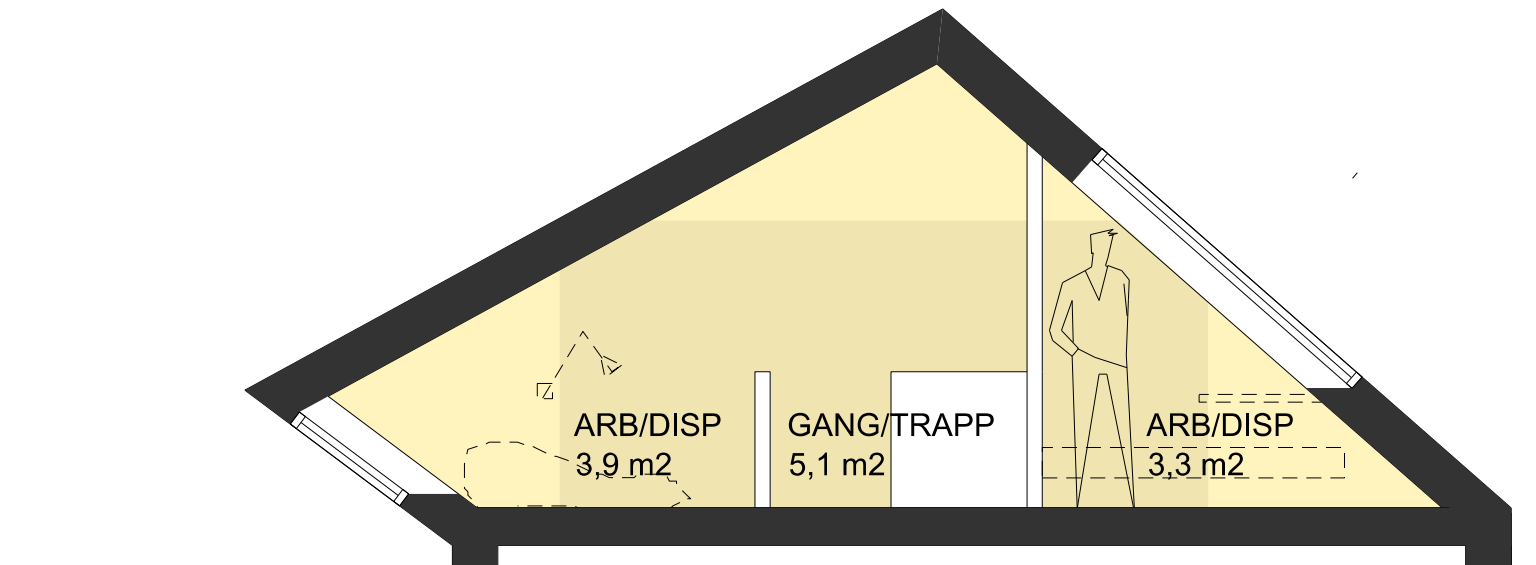 ARB/DISP
3,9 m2
GANG/TRAPP
5,1 m2
ARB/DISP
3,3 m2